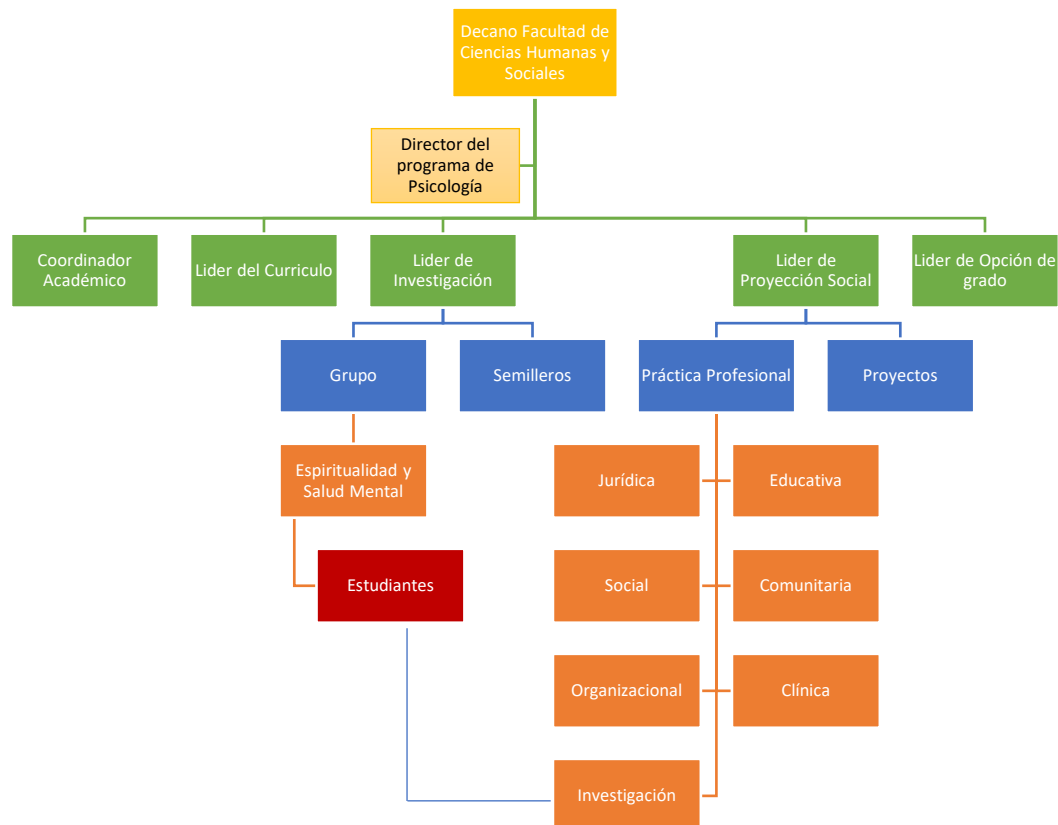 Decano Facultad de
Ciencias Humanas y
Sociales
Director del
programa de
Psicología
Coordinador
Académico
Lider del Curriculo
Lider de
Investigación
Lider de
Proyección Social
Lider de Opción de
grado
Grupo
Semilleros
Práctica Profesional
Proyectos
Espiritualidad y
Salud Mental
Jurídica
Educativa
Estudiantes
Social
Comunitaria
Organizacional
Clínica
Investigación